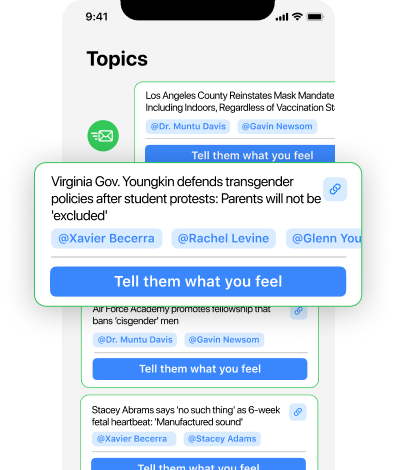 9:41
Topics
Los Angeles County Reinstates Mask Mandate
Including Indoors, Regardless of Vaccination
@Dr. Muntu Davis @Gavin Newsom
Tell them what you feel
Virginia Gov. Youngkin defends transgender
policies after student protests: Parents will not be
'excluded'
@Xavier Becerra @Rachel Levine @Glenn You
Tell them what you feel
Air Force Academy promotes fellowship that
bans 'cisgender' men
@Dr. Muntu Davis @Gavin Newsom
Tell them what you feel
Stacey Abrams says 'no such thing' as 6-week
fetal heartbeat: 'Manufactured sound'
@Xavier Becerra @Stacey Adams
Tell them what you feel